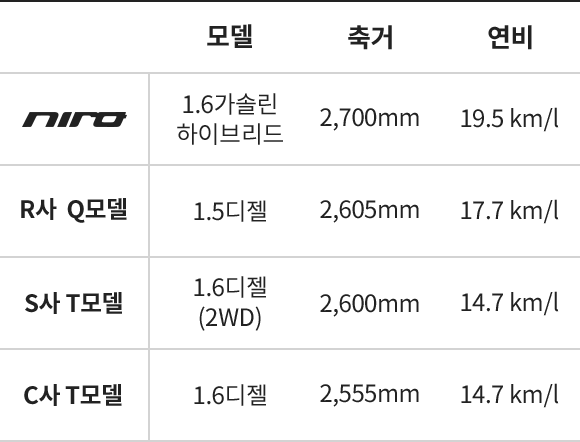 모델 축거 연비
niro 1.6가솔린 하이브리드 2,700mm 19.5 km/l
R사 Q모델 1.5디젤 2,605mm 17.7 km/l
S사 T모델 1.6디젤 (2WD) 2,600mm 14.7 km/l
C사 T모델 1.6디젤 2,555mm 14.7 km/l